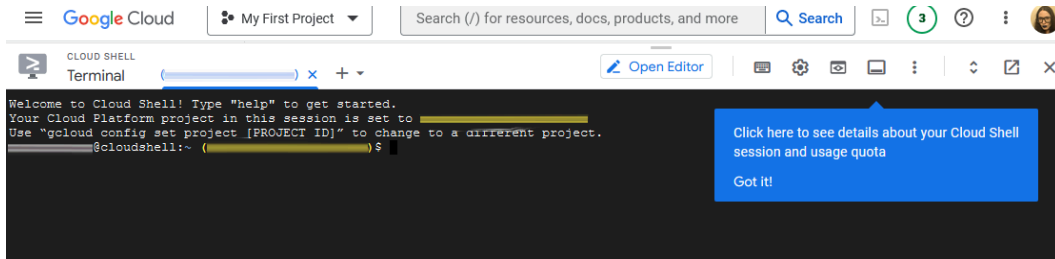 Google Cloud My First Project Search (/) for resources, docs, products, and more Search 3
CLOUD SHELL
Terminal ( ) Open Editor
Welcome to Cloud Shell! Type "help" to get started.
Your Cloud Platform project in this session is set to
Use “gcloud config set project [PROJECT ID]” to change to a different project.
@cloudshell:~ ( )$
Click here to see details about your Cloud Shell
session and usage quota
Got it!